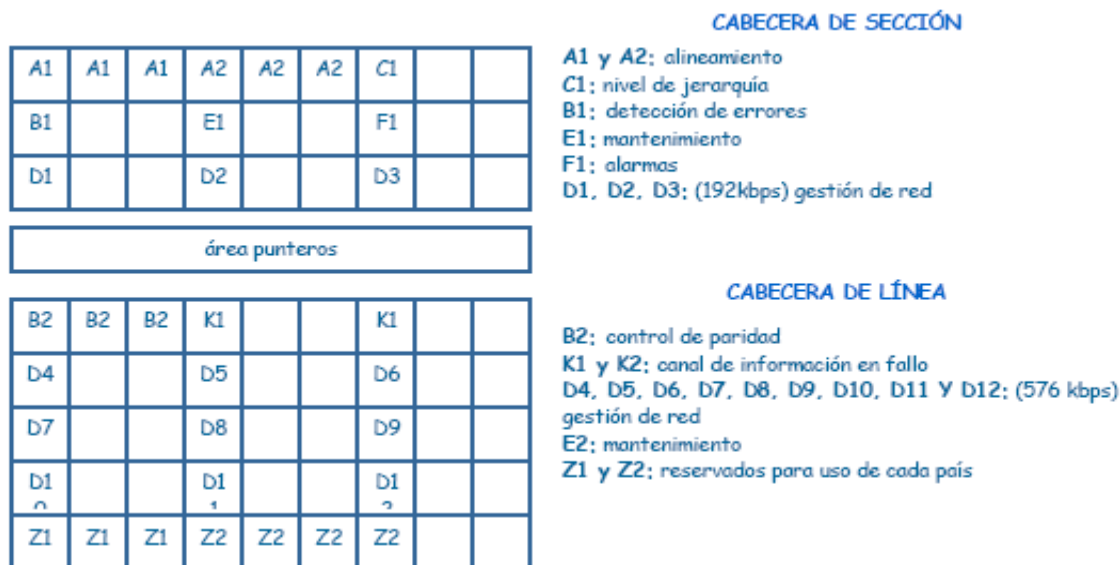 CABECERA DE SECCIÓN
A1 A1 A1 A2 A2 A2 C1
B1 E1 F1
D1 D2 D3
A1 y A2: alineamiento
C1: nivel de jerarquía
B1: detección de errores
E1: mantenimiento
F1: alarmas
D1, D2, D3: (192kbps) gestión de red
área punteros
CABECERA DE LÍNEA
B2 B2 B2 K1 K1
D4 D5 D6
D7 D8 D9
D10 D11 D12
Z1 Z1 Z1 Z2 Z2 Z2 Z2
B2: control de paridad
K1 y K2: canal de información en fallo
D4, D5, D6, D7, D8, D9, D10, D11 Y D12: (576 kbps)
gestión de red
E2: mantenimiento
Z1 y Z2: reservados para uso de cada país